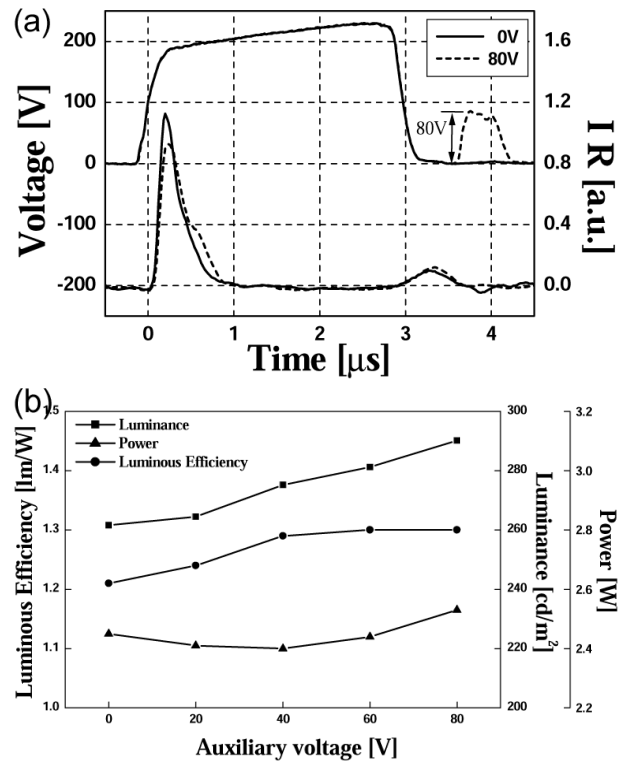 (a)
Voltage [V]
200
100
0
-100
-200
0V
80V
80V
1.6
1.2
0.8
0.4
0.0
I R [a.u.]
0 1 2 3 4
Time [μs]
(b)
Luminous Efficiency [lm/W]
1.5
1.4
1.3
1.2
1.1
1.0
Luminance
Power
Luminous Efficiency
300
280
260
240
220
200
Luminance [cd/m²]
3.2
3.0
2.8
2.6
2.4
2.2
Power [W]
0 20 40 60 80
Auxiliary voltage [V]